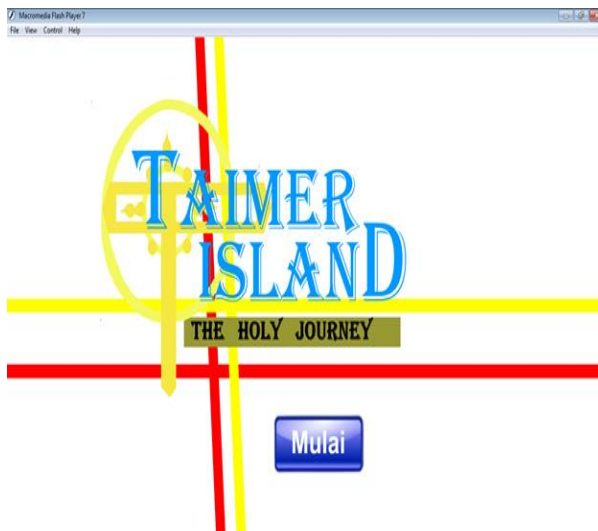 Macromedia Flash Player 7
File View Control Help
TAIMER
ISLAND
THE HOLY JOURNEY
Mulai